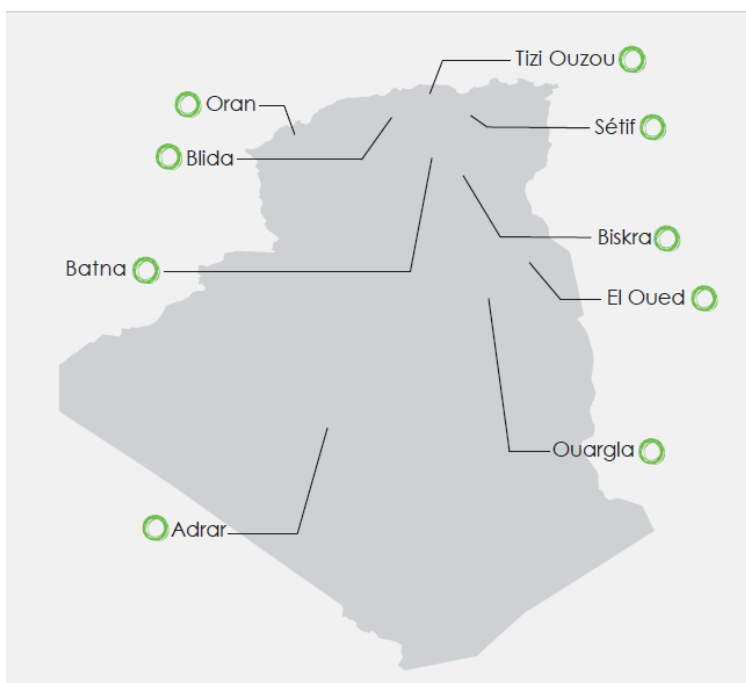 Tizi Ouzou
Oran
Sétif
Blida
Biskra
Batna
El Oued
Ouargla
Adrar